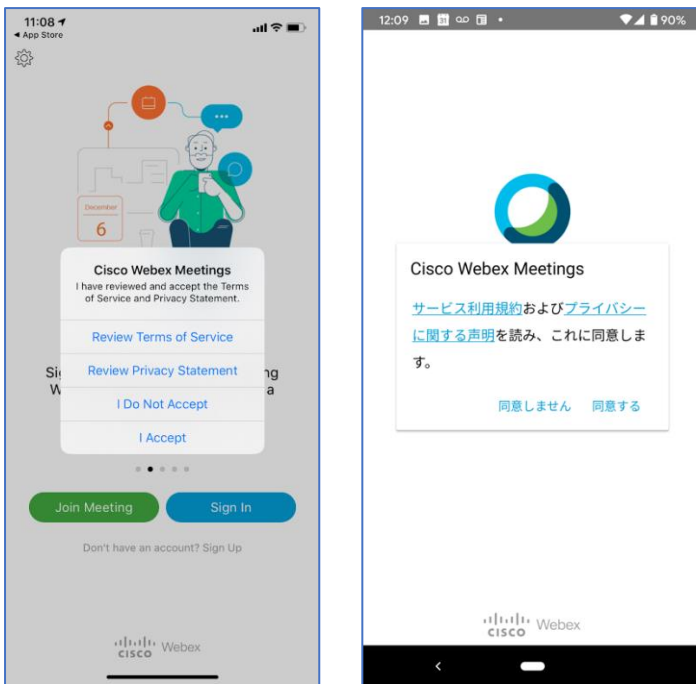 11:08
App Store
December
6
Cisco Webex Meetings
I have reviewed and accept the Terms
of Service and Privacy Statement.
Review Terms of Service
Review Privacy Statement
I Do Not Accept
I Accept
Join Meeting
Sign In
Don't have an account? Sign Up
CISCO Webex
12:09
31
90%
Cisco Webex Meetings
サービス利用規約およびプライバシー
に関する声明を読み、これに同意しま
す。
同意しません 同意する
CISCO Webex